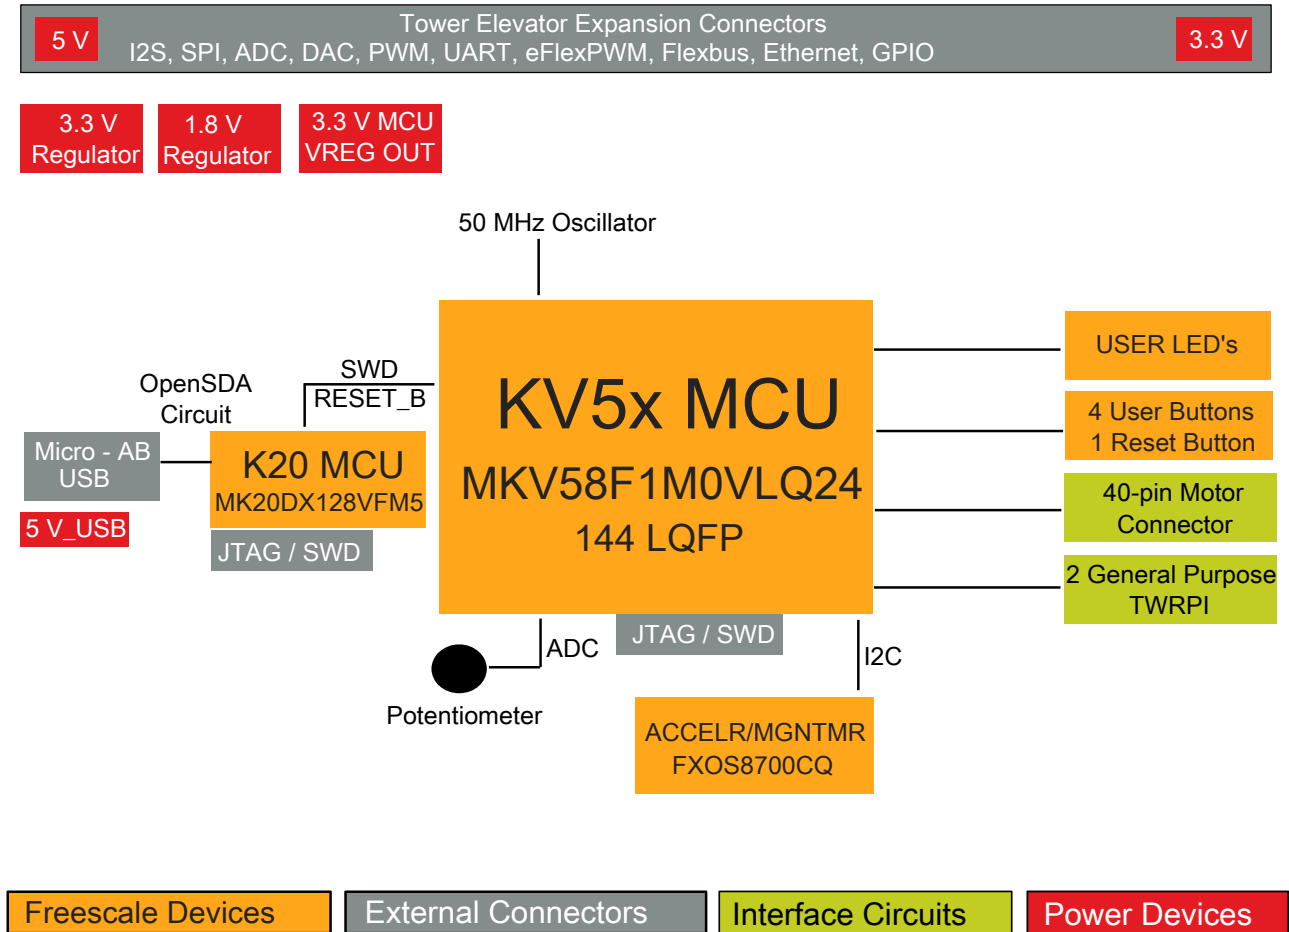 Tower Elevator Expansion Connectors
5 V
I2S, SPI, ADC, DAC, PWM, UART, eFlexPWM, Flexbus, Ethernet, GPIO
3.3 V
3.3 V
Regulator
1.8 V
Regulator
3.3 V MCU
VREG OUT
50 MHz Oscillator
OpenSDA
Circuit
SWD
RESET_B
Micro - AB
USB
5 V_USB
K20 MCU
MK20DX128VFM5
JTAG / SWD
KV5x MCU
MKV58F1M0VLQ24
144 LQFP
USER LED's
4 User Buttons
1 Reset Button
40-pin Motor
Connector
2 General Purpose
TWRPI
ADC
JTAG / SWD
I2C
Potentiometer
ACCELR/MGNTMR
FXOS8700CQ
Freescale Devices
External Connectors
Interface Circuits
Power Devices